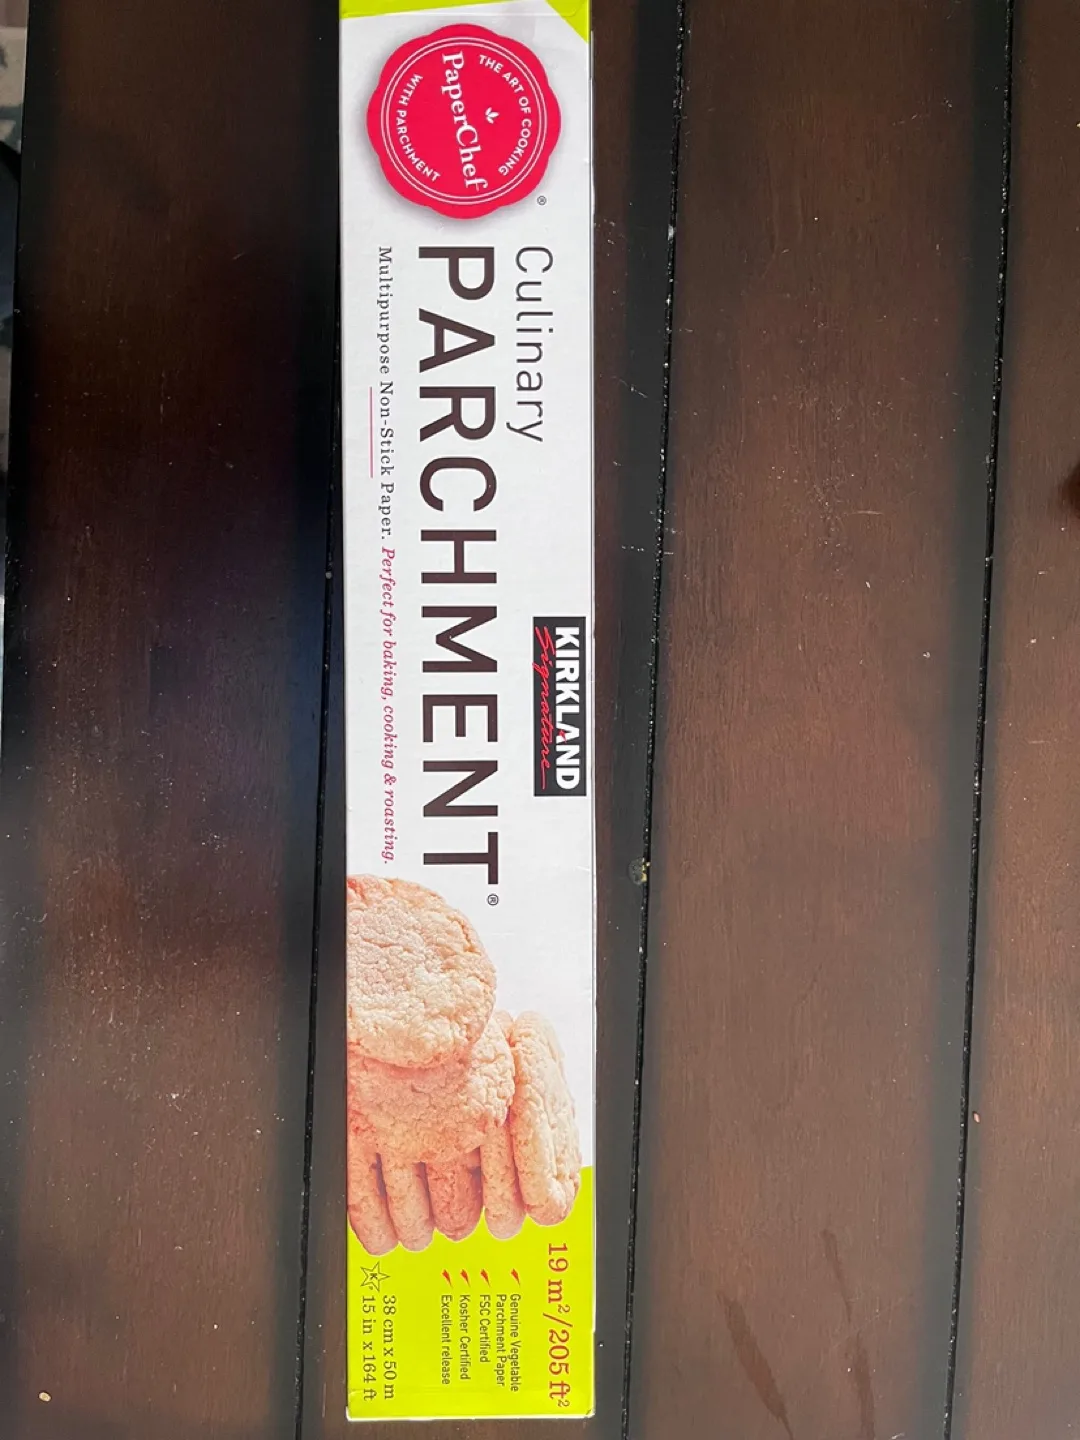 THE ART OF COOKING
PaperChef
WITH PARCHMENT
®
Culinary
PARCHMENT®
Multipurpose Non-Stick Paper. Perfect for baking, cooking & roasting.
KIRKLAND
Signature
19 m²/205 ft²
Genuine Vegetable
Parchment Paper
FSC Certified
Kosher Certified
Excellent release
K
38 cm x 50 m
15 in x 164 ft